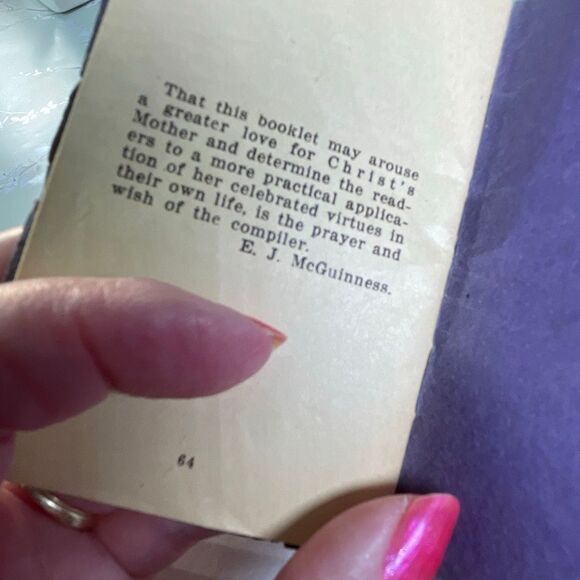 That this booklet may arouse
a greater love for Christ's
Mother and determine the read-
ers to a more practical applica-
tion of her celebrated virtues in
their own life, is the prayer and
wish of the compiler.
E. J. McGuinness.
64